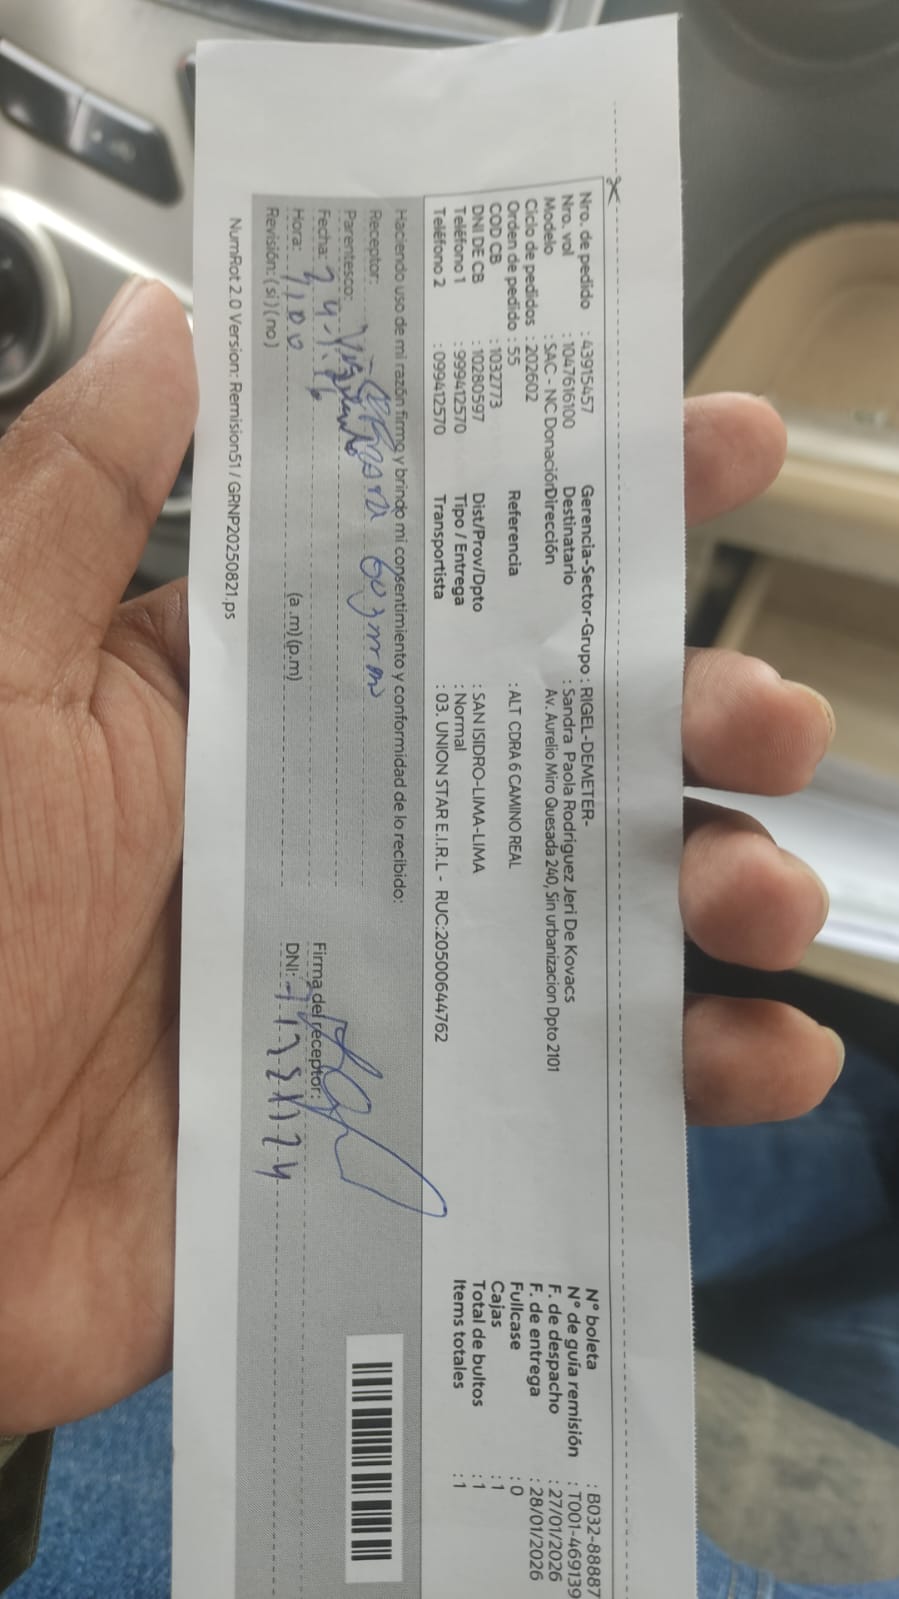 Nro. de pedido : 43915457 Gerencia-Sector-Grupo : RIGEL-DEMETER- N° boleta : B032-88887
Nro. vol : 1047616100 Destinatario : Sandra Paola Rodriguez Jeri De Kovacs N° de guía remisión : T001-469139
Modelo : SAC - NC Donación Dirección Av. Aurelio Miro Quesada 240, Sin urbanizacion Dpto 2101 F. de despacho : 27/01/2026
Ciclo de pedidos : 202602 F. de entrega : 28/01/2026
Orden de pedido : 55 Referencia : ALT CDRA 6 CAMINO REAL Fullcase : 0
COD CB : 1032773 Cajas : 1
DNI DE CB : 10280597 Dist/Prov/Dpto : SAN ISIDRO-LIMA-LIMA Total de bultos : 1
Teléfono 1 : 999412570 Tipo / Entrega : Normal Items totales : 1
Teléfono 2 : 099412570 Transportista : 03. UNION STAR E.I.R.L - RUC:20500644762
Haciendo uso de mi razón firmo y brindo mi consentimiento y conformidad de lo recibido:
Receptor:
Parentesco:
Fecha:
Firma del receptor:
Hora: (a.m)(p.m) DNI:
Revisión: (si) (no)
NumRot 2.0 Version: Remision51 / GRNP20250821.ps